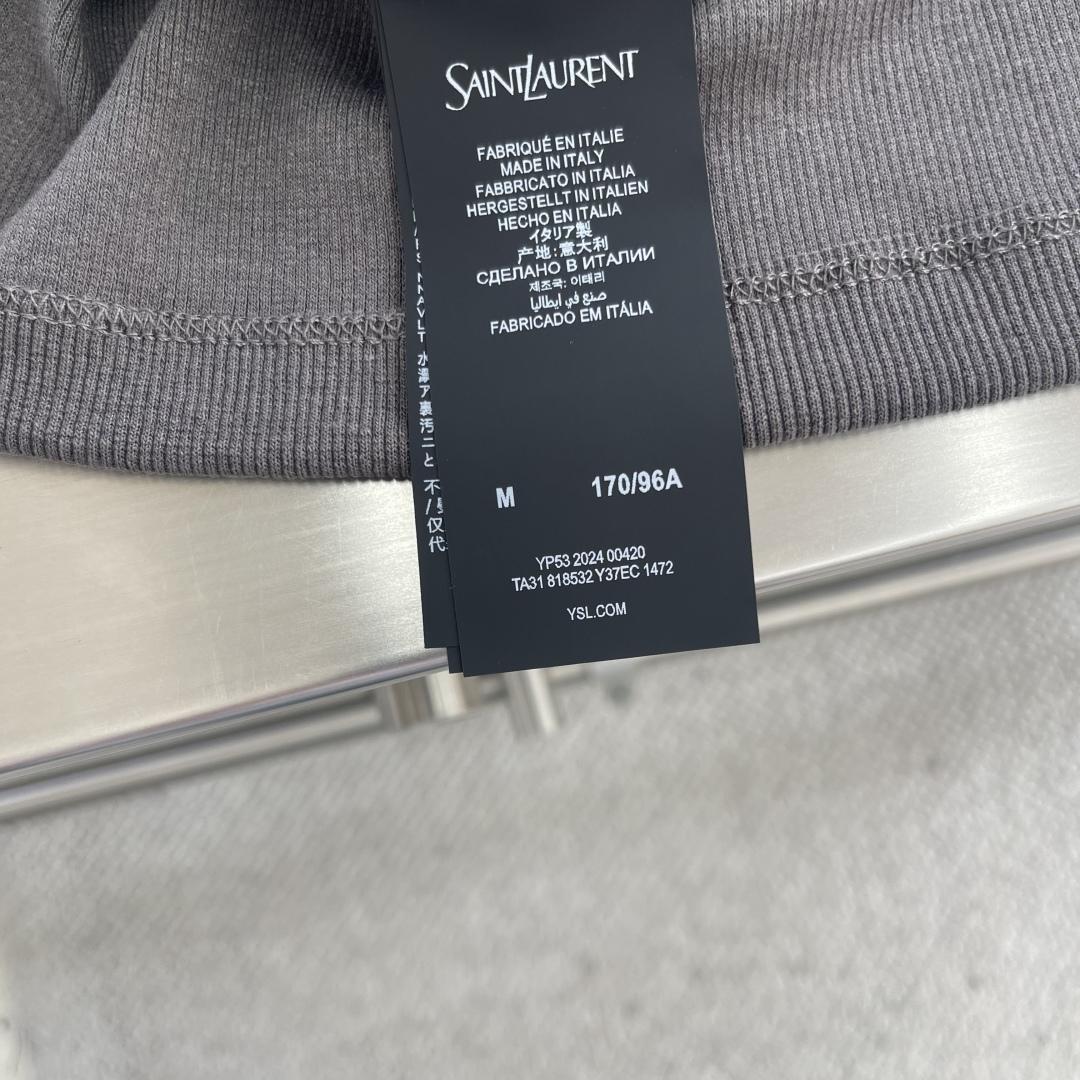 SAINT LAURENT
FABRIQUÉ EN ITALIE
MADE IN ITALY
FABBRICATO IN ITALIA
HERGESTELLT IN ITALIEN
HECHO EN ITALIA
イタリア製
产地:意大利
СДЕЛАНО В ИТАЛИИ
제조국: 이태리
صنع في ايطاليا
FABRICADO EM ITÁLIA
M 170/96A
YP53 2024 00420
TA31 818532 Y37EC 1472
YSL.COM